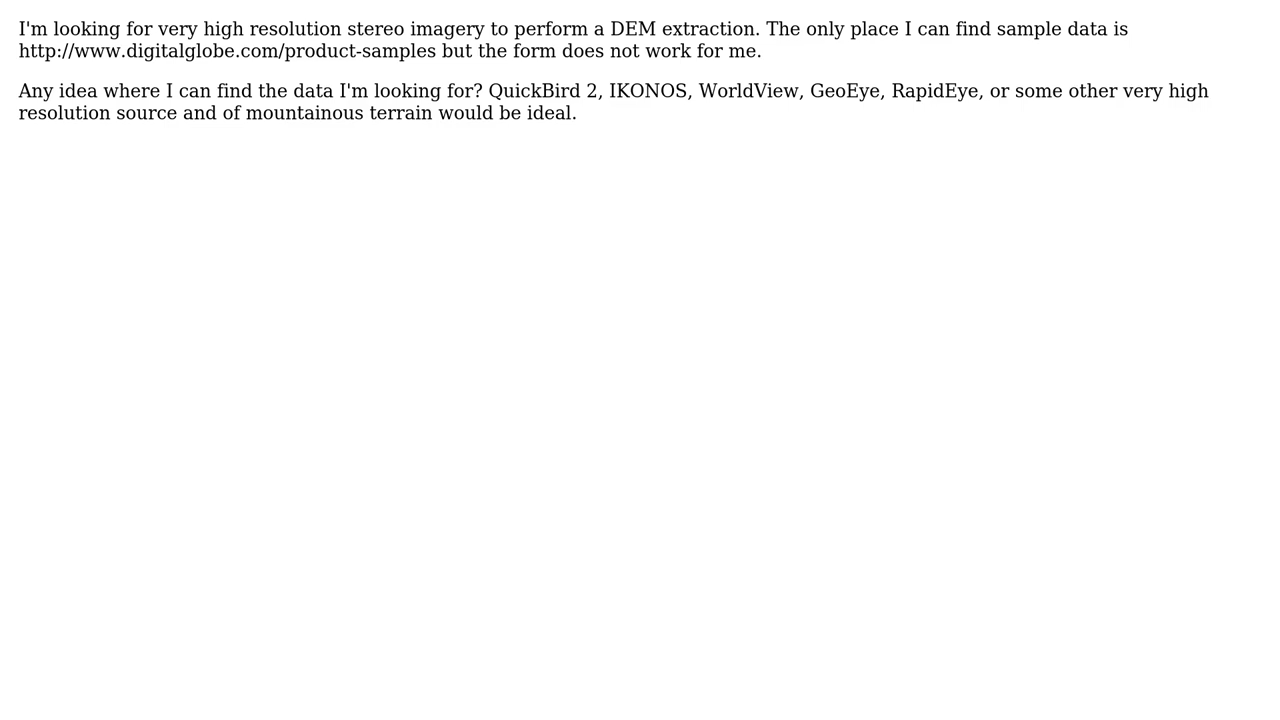 I'm looking for very high resolution stereo imagery to perform a DEM extraction. The only place I can find sample data is
http://www.digitalglobe.com/product-samples but the form does not work for me.
Any idea where I can find the data I'm looking for? QuickBird 2, IKONOS, WorldView, GeoEye, RapidEye, or some other very high
resolution source and of mountainous terrain would be ideal.